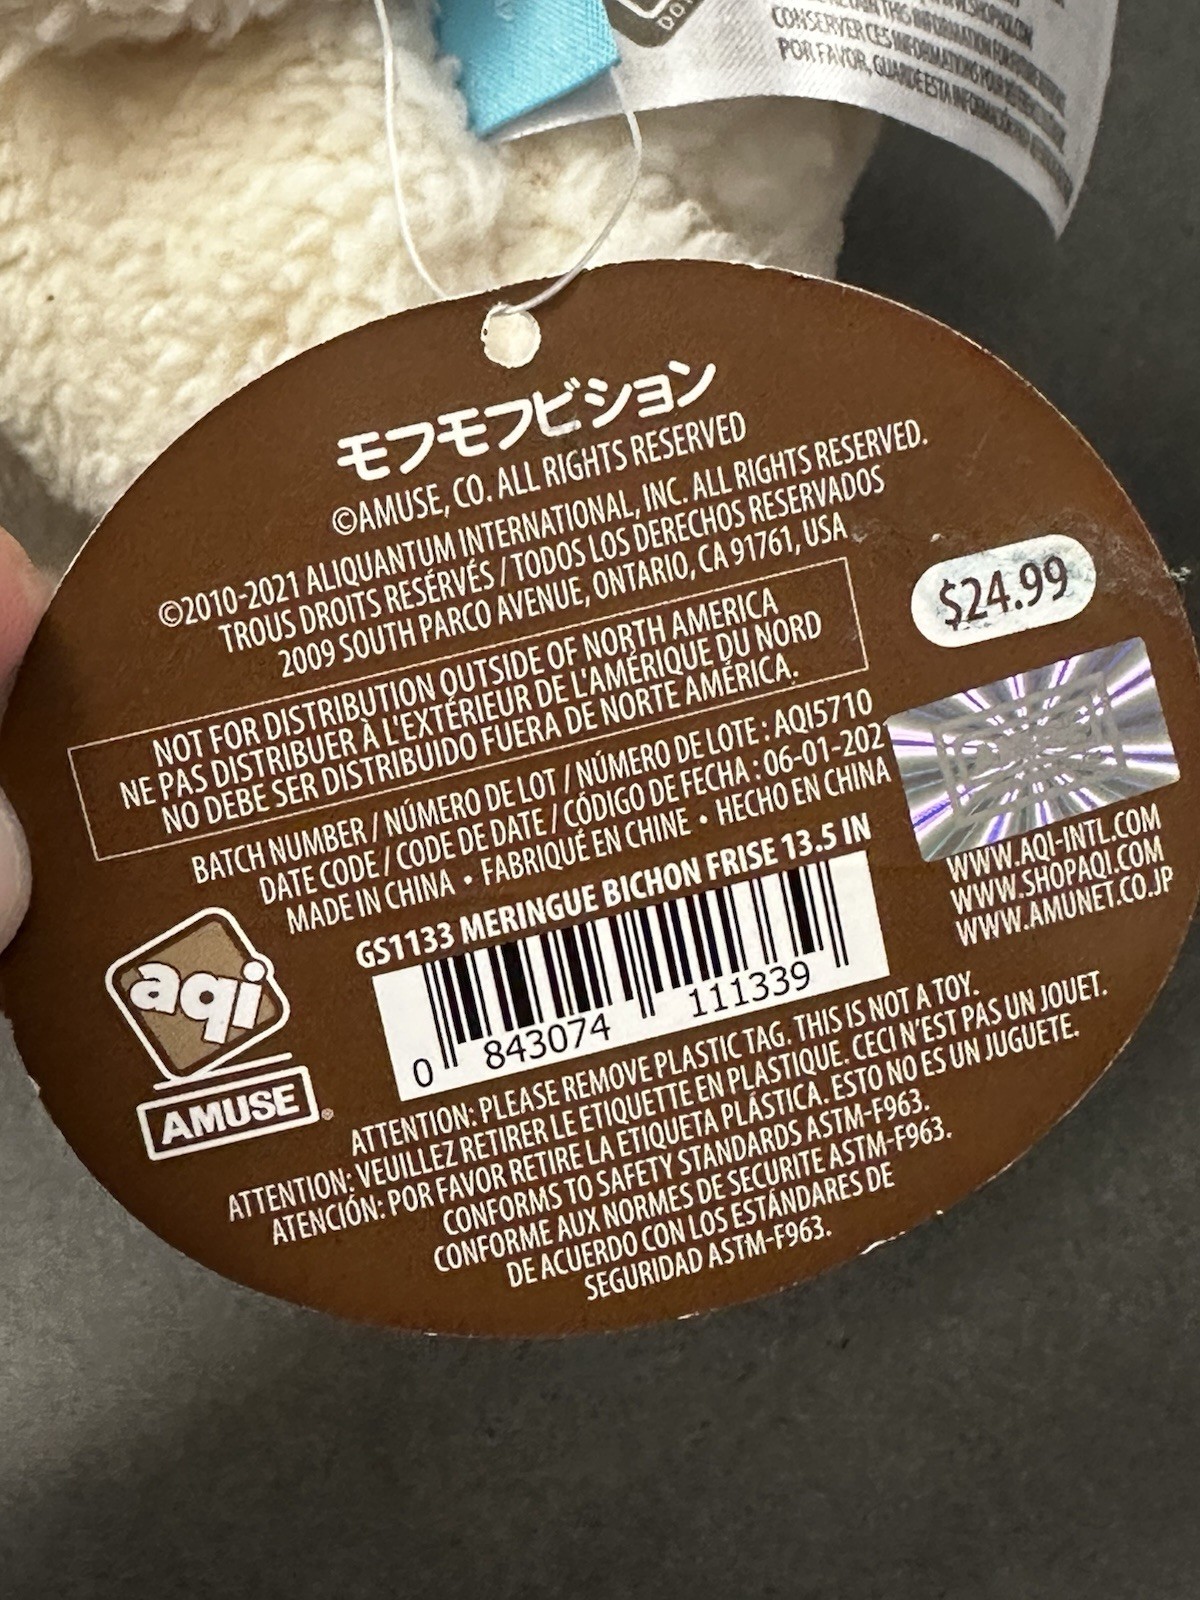 CONSERVER CES INFORMATIONS POUR
POR FAVOR, GUARDE ESTA INFORMACIÓN
モフモフビション
©AMUSE, CO. ALL RIGHTS RESERVED
©2010-2021 ALIQUANTUM INTERNATIONAL, INC. ALL RIGHTS RESERVED.
TROUS DROITS RESÉRVÉS / TODOS LOS DERECHOS RESERVADOS
2009 SOUTH PARCO AVENUE, ONTARIO, CA 91761, USA
$24.99
NOT FOR DISTRIBUTION OUTSIDE OF NORTH AMERICA
NE PAS DISTRIBUER À L'EXTÉRIEUR DE L'AMÉRIQUE DU NORD
NO DEBE SER DISTRIBUIDO FUERA DE NORTE AMÉRICA.
BATCH NUMBER / NÚMERO DE LOT / NÚMERO DE LOTE : AQI5710
DATE CODE / CODE DE DATE / CÓDIGO DE FECHA : 06-01-2021
MADE IN CHINA • FABRIQUÉ EN CHINE • HECHO EN CHINA
GS1133 MERINGUE BICHON FRISE 13.5 IN
WWW.AQI-INTL.COM
WWW.SHOPAQI.COM
WWW.AMUNET.CO.JP
aqi
AMUSE®
0 843074 111339
ATTENTION: PLEASE REMOVE PLASTIC TAG. THIS IS NOT A TOY.
ATTENTION: VEUILLEZ RETIRER LE ETIQUETTE EN PLASTIQUE. CECI N'EST PAS UN JOUET.
ATENCIÓN: POR FAVOR RETIRE LA ETIQUETA PLÁSTICA. ESTO NO ES UN JUGUETE.
CONFORMS TO SAFETY STANDARDS ASTM-F963.
CONFORME AUX NORMES DE SECURITE ASTM-F963.
DE ACUERDO CON LOS ESTÁNDARES DE
SEGURIDAD ASTM-F963.